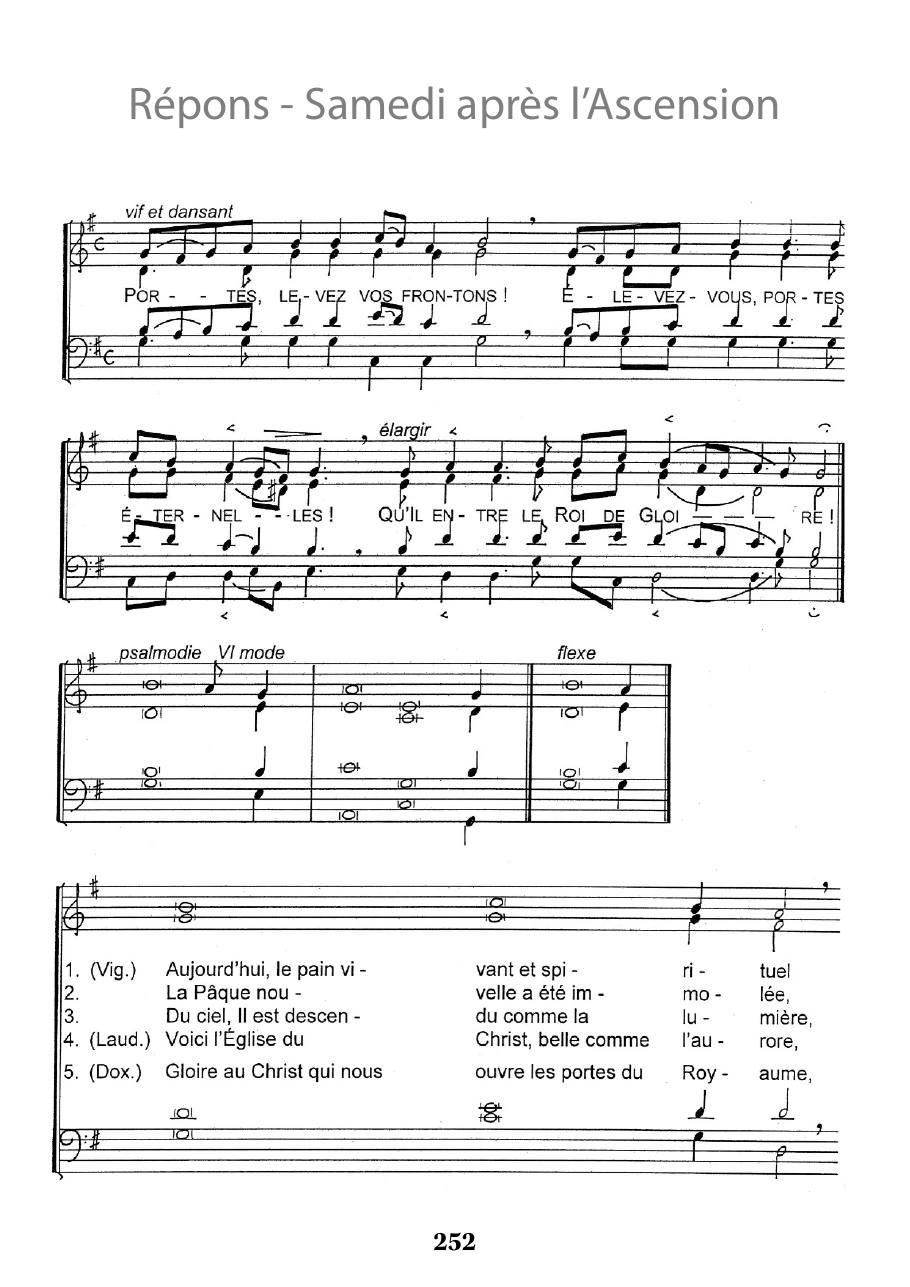 Répons - Samedi après l’Ascension
vif et dansant
POR - - TES, LE - VEZ VOS FRON-TONS ! É - LE - VEZ- VOUS, POR - TES
élargir
É - TER - NEL - - LES ! QU'IL EN - TRE LE ROI DE GLOI — — — RE !
psalmodie VI mode flexe
1. (Vig.) Aujourd'hui, le pain vi - vant et spi - ri - tuel
2. La Pâque nou - velle a été im - mo - lée,
3. Du ciel, Il est descen - du comme la lu - mière,
4. (Laud.) Voici l'Église du Christ, belle comme l'au - rore,
5. (Dox.) Gloire au Christ qui nous ouvre les portes du Roy - aume,
252